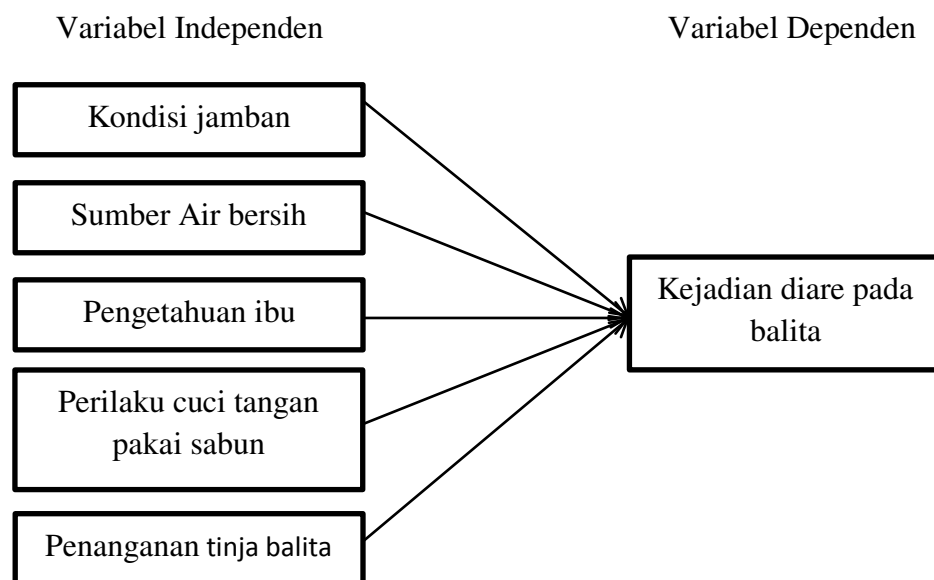 Variabel Independen
Variabel Dependen
Kondisi jamban
Sumber Air bersih
Pengetahuan ibu
Perilaku cuci tangan
pakai sabun
Penanganan tinja balita
Kejadian diare pada
balita